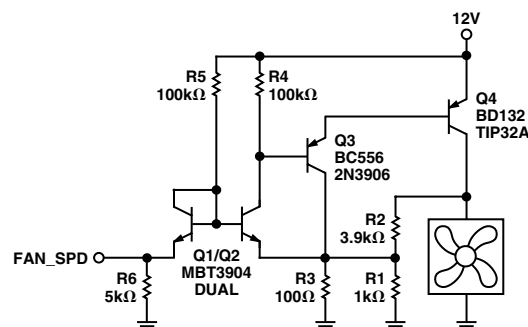 12V
R5
100kΩ
R4
100kΩ
Q4
BD132
TIP32A
Q3
BC556
2N3906
R2
3.9kΩ
FAN_SPD
Q1/Q2
MBT3904
DUAL
R6
5kΩ
R3
100Ω
R1
1kΩ